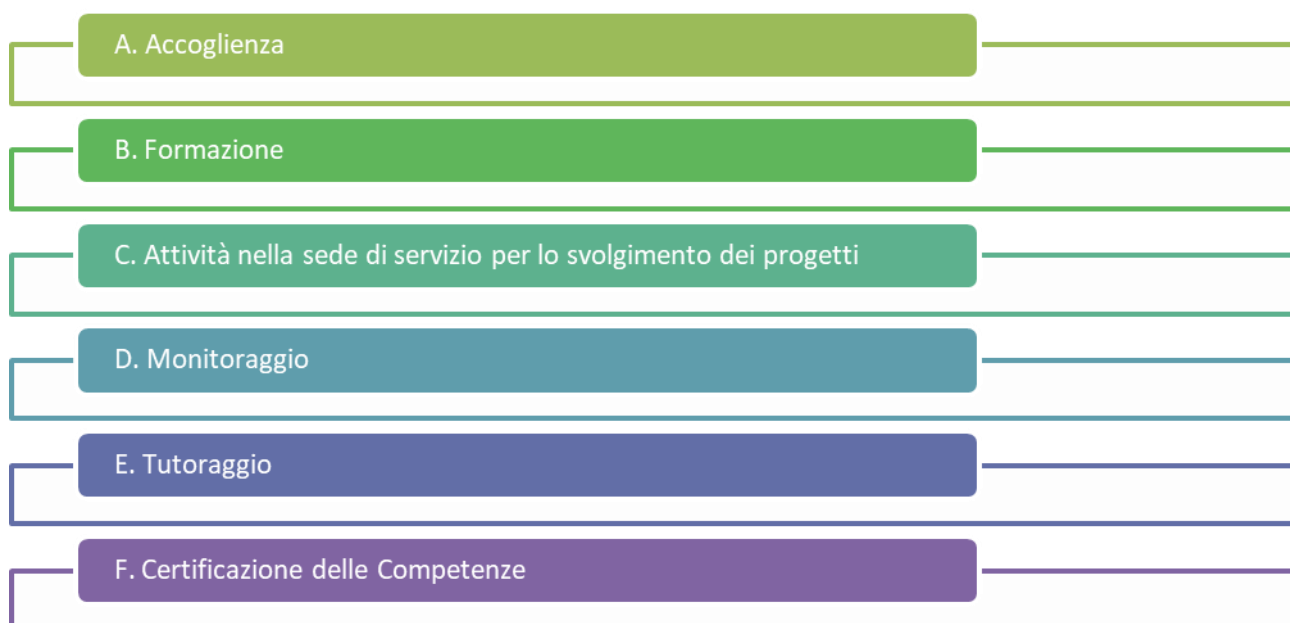 A. Accoglienza
B. Formazione
C. Attività nella sede di servizio per lo svolgimento dei progetti
D. Monitoraggio
E. Tutoraggio
F. Certificazione delle Competenze